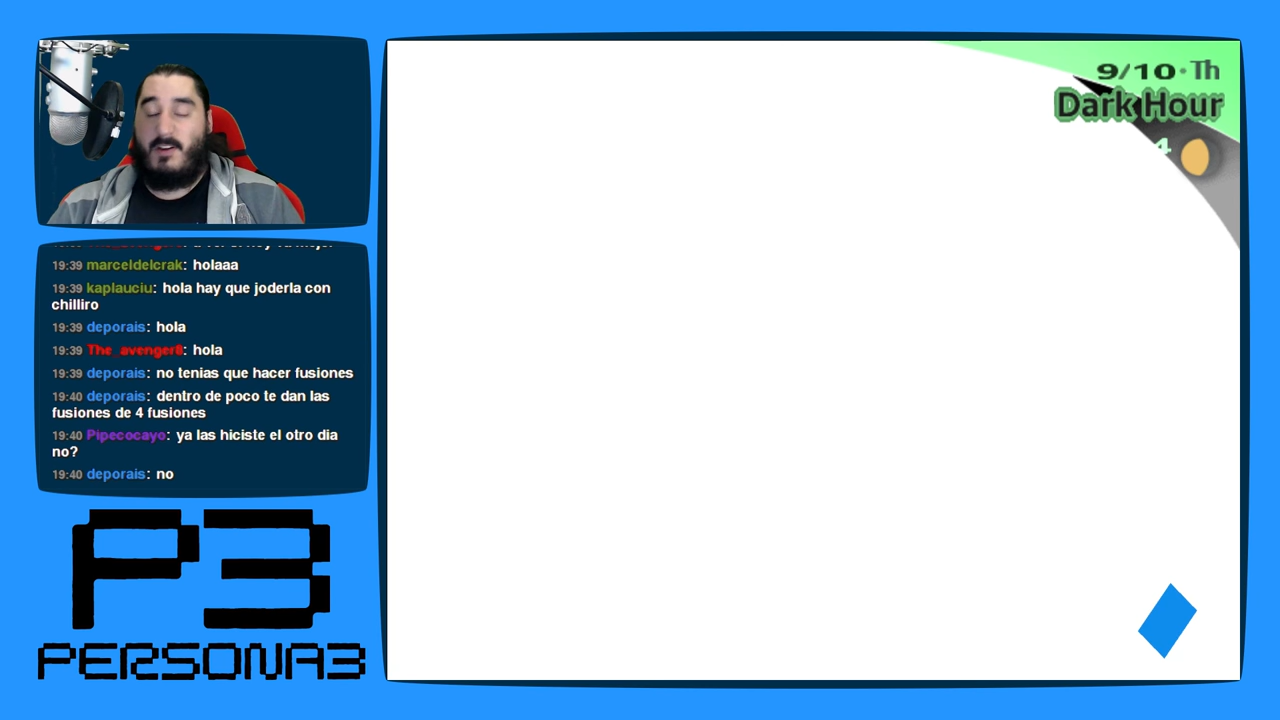 19:39 marceldelcrak: holaaa
19:39 kaplauciu: hola hay que joderla con
chilliro
19:39 deporais: hola
19:39 The_avenger8: hola
19:39 deporais: no tenias que hacer fusiones
19:40 deporais: dentro de poco te dan las
fusiones de 4 fusiones
19:40 Pipecocayo: ya las hiciste el otro dia
no?
19:40 deporais: no
P3
PERSONA3
9/10·Th
Dark Hour
4